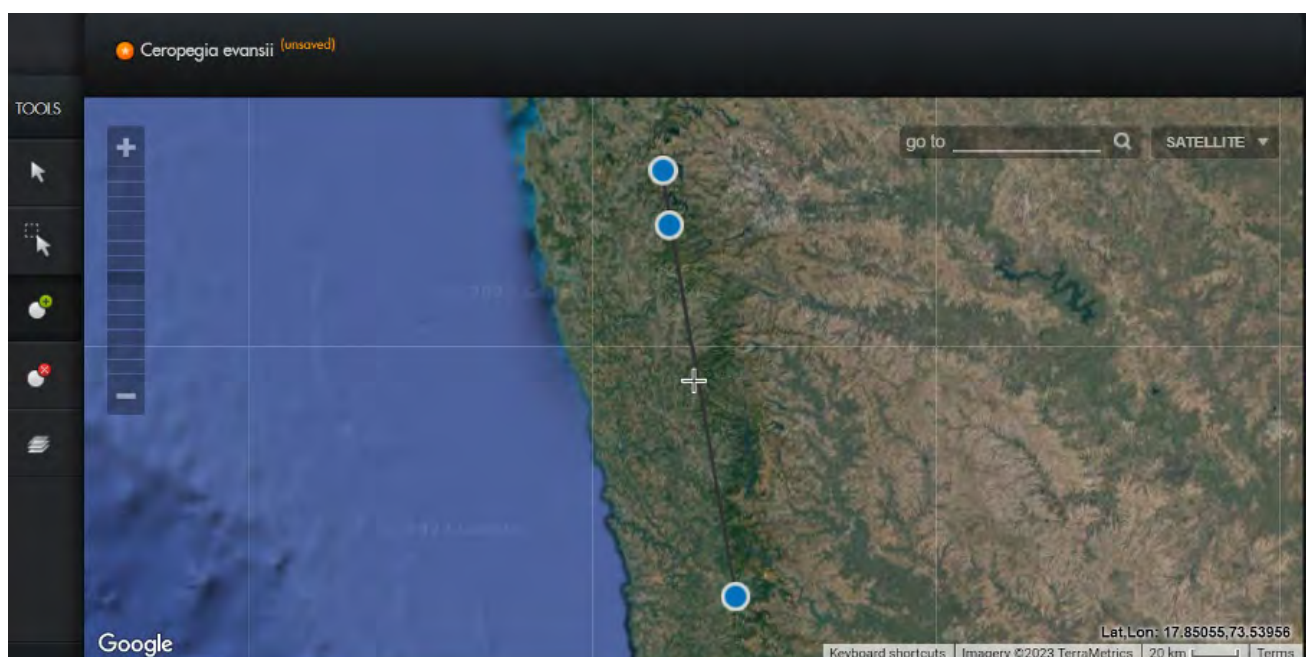 Ceropegia evansii (unsaved)
TOOLS
go to
SATELLITE
Google
Lat,Lon: 17.85055,73.53956
Keyboard shortcuts
Imagery ©2023 TerraMetrics
20 km
Terms